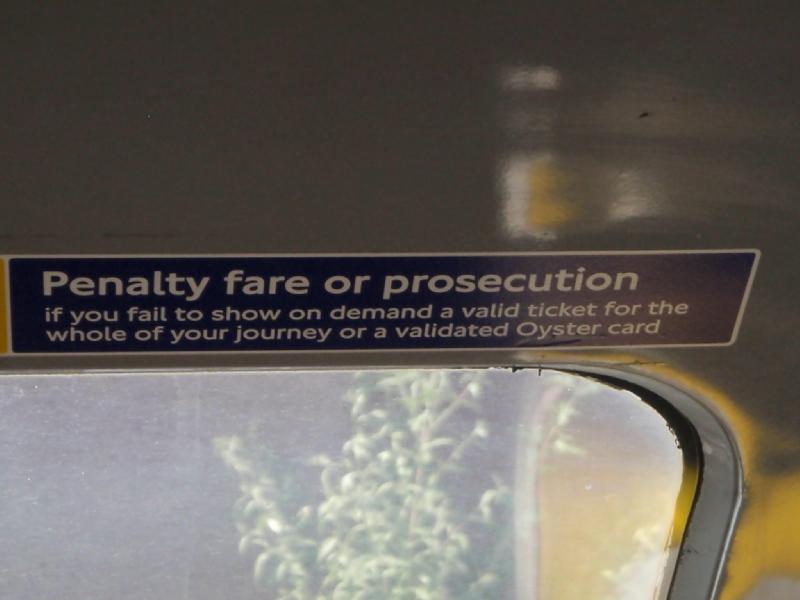 Penalty fare or prosecution
if you fail to show on demand a valid ticket for the
whole of your journey or a validated Oyster card